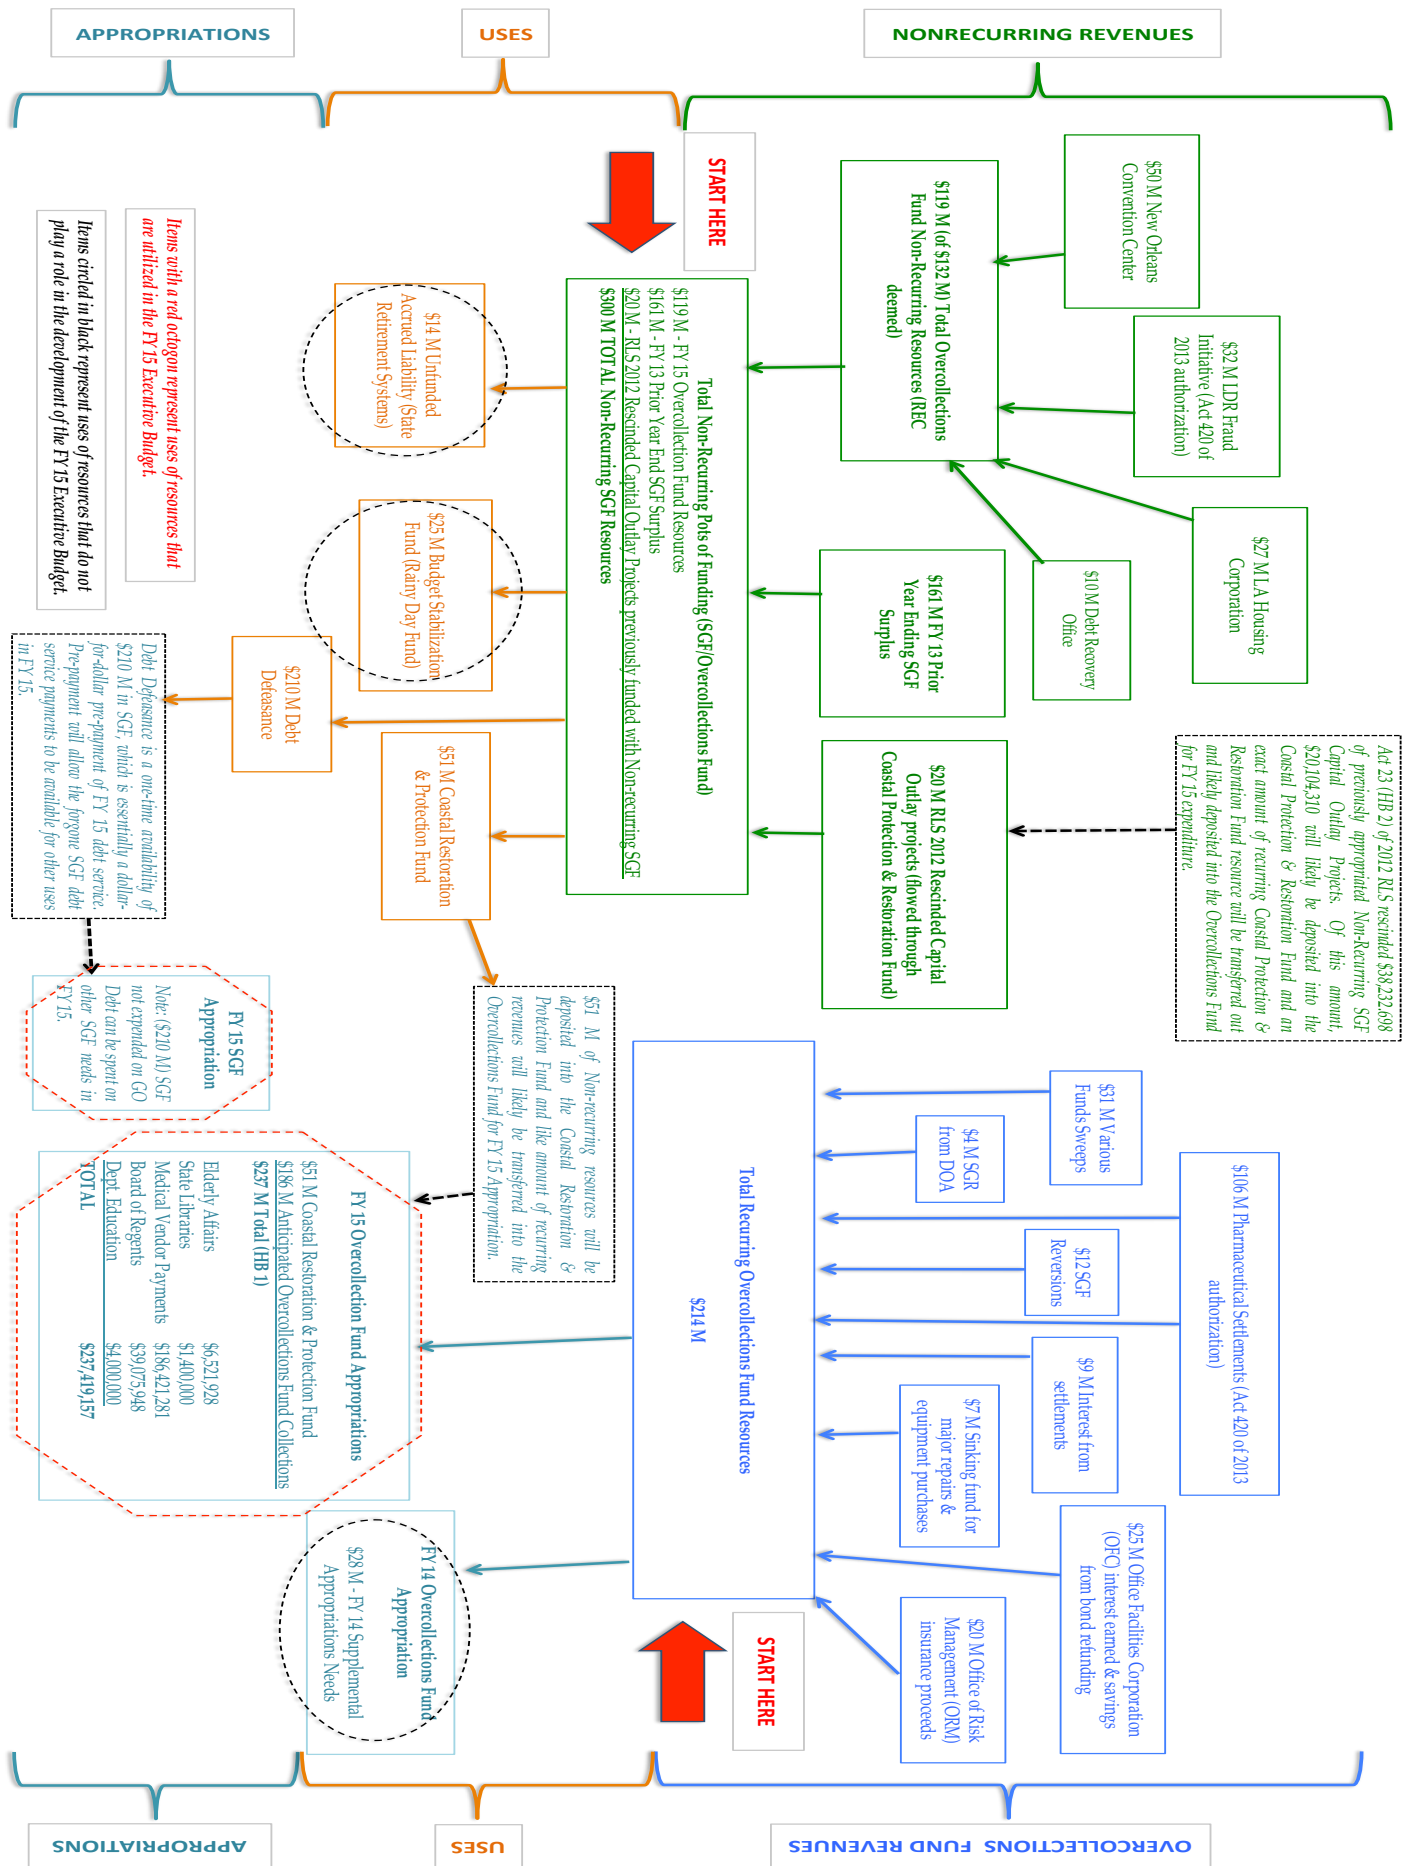 NONRECURRING REVENUES
USES
APPROPRIATIONS
START HERE
$50 M New Orleans
Convention Center
$32 M LDR Fraud
Initiative (Act 420 of
2013 authorization)
$27 M LA Housing
Corporation
$10 M Debt Recovery
Office
$119 M (of $132 M) Total Overcollections
Fund Non-Recurring Resources (REC
deemed)
$161 M FY 13 Prior
Year Ending SGF
Surplus
$20 M RLS 2012 Rescinded Capital
Outlay projects (flowed through
Coastal Protection & Restoration Fund)
Act 23 (HB 2) of 2012 RLS rescinded $38,232.698
of previously appropriated Non-Recurring SGF
Capital Outlay Projects. Of this amount,
$20,104,310 will likely be deposited into the
Coastal Protection & Restoration Fund and an
exact amount of recurring Coastal Protection &
Restoration Fund resource will be transferred out
and likely deposited into the Overcollections Fund
for FY 15 expenditure.
Total Non-Recurring Pots of Funding (SGF/Overcollections Fund)
$119 M - FY 15 Overcollection Fund Resources
$161 M - FY 13 Prior Year End SGF Surplus
$20 M - RLS 2012 Rescinded Capital Outlay Projects previously funded with Non-recurring SGF
$300 M TOTAL Non-Recurring SGF Resources
$14 M Unfunded
Accrued Liability (State
Retirement Systems)
$25 M Budget Stabilization
Fund (Rainy Day Fund)
$210 M Debt
Defeasance
$51 M Coastal Restoration
& Protection Fund
Items with a red octogon represent uses of resources that
are utilized in the FY 15 Executive Budget.
Items circled in black represent uses of resources that do not
play a role in the development of the FY 15 Executive Budget.
Debt Defeasance is a one-time availability of
$210 M in SGF, which is essentially a dollar-
for-dollar pre-payment of FY 15 debt service.
Pre-payment will allow the forgone SGF debt
service payments to be available for other uses
in FY 15.
$51 M of Non-recurring resources will be
deposited into the Coastal Restoration &
Protection Fund and like amount of recurring
revenues will likely be transferred into the
Overcollections Fund for FY 15 Appropriation.
FY 15 SGF
Appropriation
Note: ($210 M) SGF
not expended on GO
Debt can be spent on
other SGF needs in
FY 15.
OVERCOLLECTIONS FUND REVENUES
USES
APPROPRIATIONS
START HERE
$106 M Pharmaceutical Settlements (Act 420 of 2013
authorization)
$31 M Various
Funds Sweeps
$4 M SGR
from DOA
$12 SGF
Reversions
$9 M Interest from
settlements
$7 M Sinking fund for
major repairs &
equipment purchases
$25 M Office Facilities Corporation
(OFC) interest earned & savings
from bond refunding
$20 M Office of Risk
Management (ORM)
insurance proceeds
Total Recurring Overcollections Fund Resources
$214 M
FY 15 Overcollection Fund Appropriations
$51 M Coastal Restoration & Protection Fund
$186 M Anticipated Overcollections Fund Collections
$237 M Total (HB 1)
Elderly Affairs $6,521,928
State Libraries $1,400,000
Medical Vendor Payments $186,421,281
Board of Regents $39,075,948
Dept. Education $4,000,000
TOTAL $237,419,157
FY 14 Overcollections Fund
Appropriation
$28 M - FY 14 Supplemental
Appropriations Needs